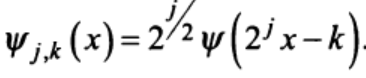 ψ_{j,k}(x) = 2^{j/2} ψ(2^j x − k).